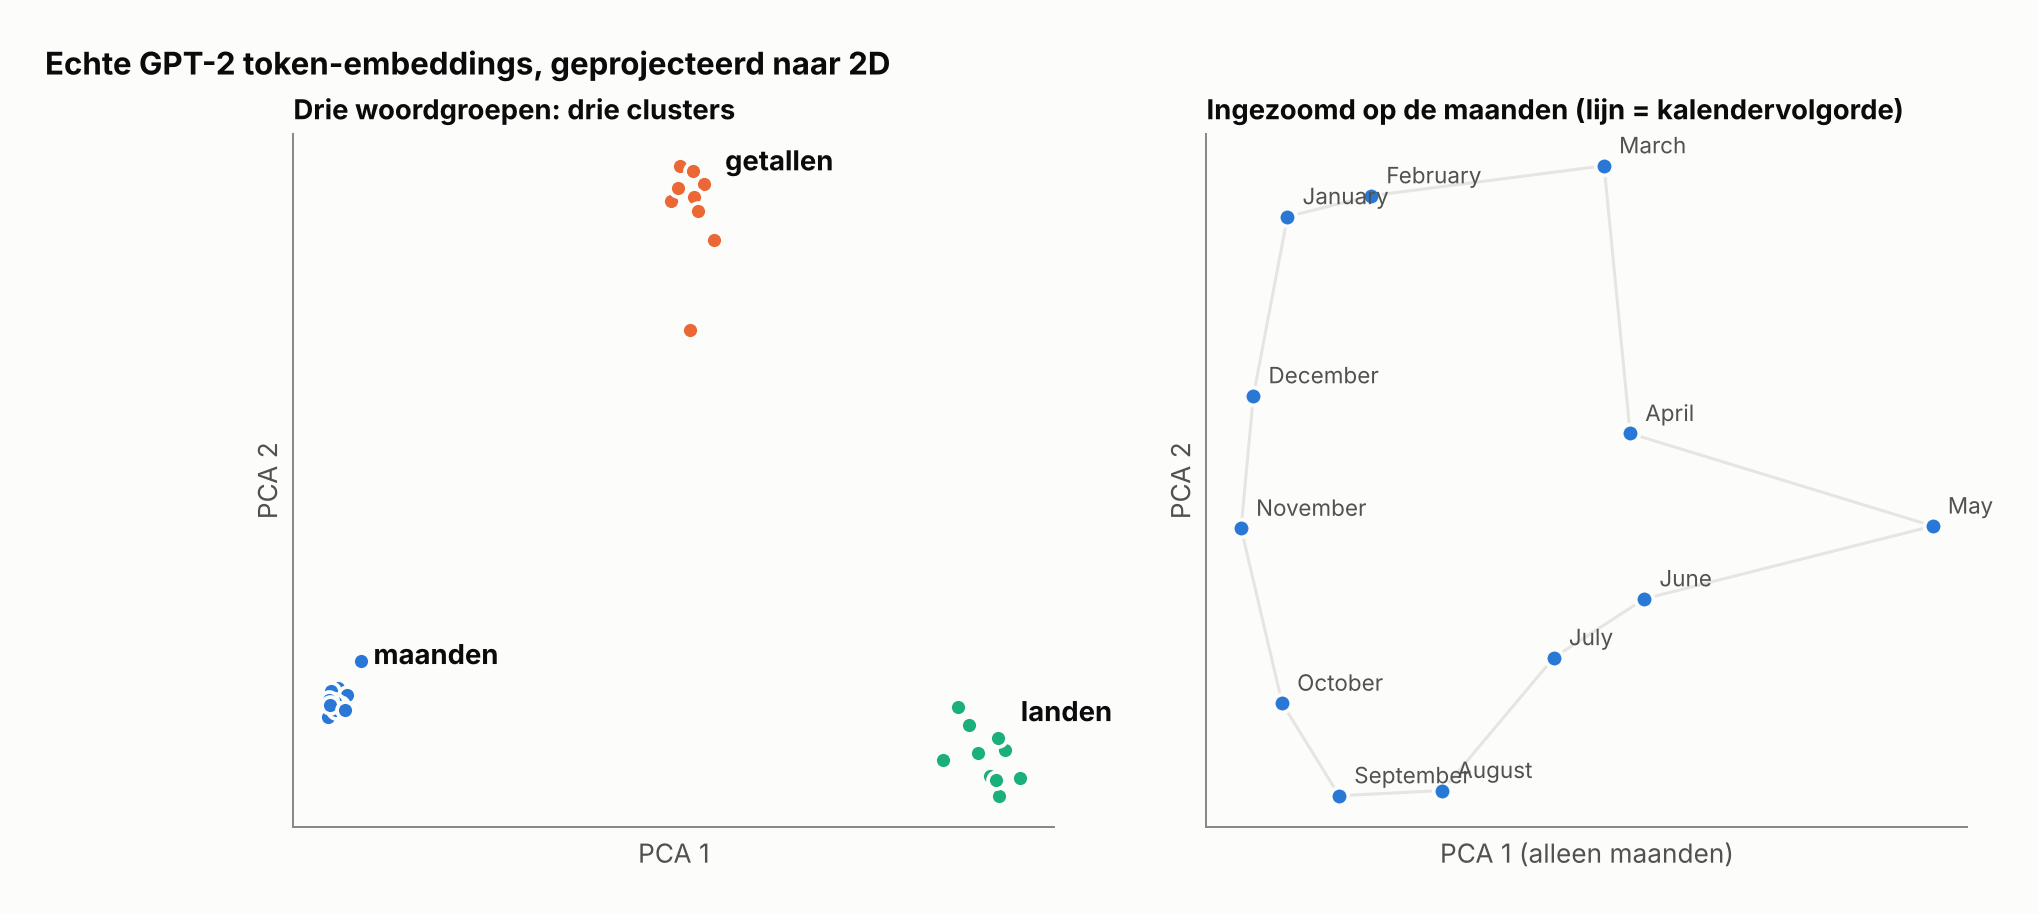 Echte GPT-2 token-embeddings, geprojecteerd naar 2D
Drie woordgroepen: drie clusters
getallen
maanden
landen
PCA 2
PCA 1
Ingezoomd op de maanden (lijn = kalendervolgorde)
March
February
January
December
April
May
November
June
July
October
August
September
PCA 2
PCA 1 (alleen maanden)